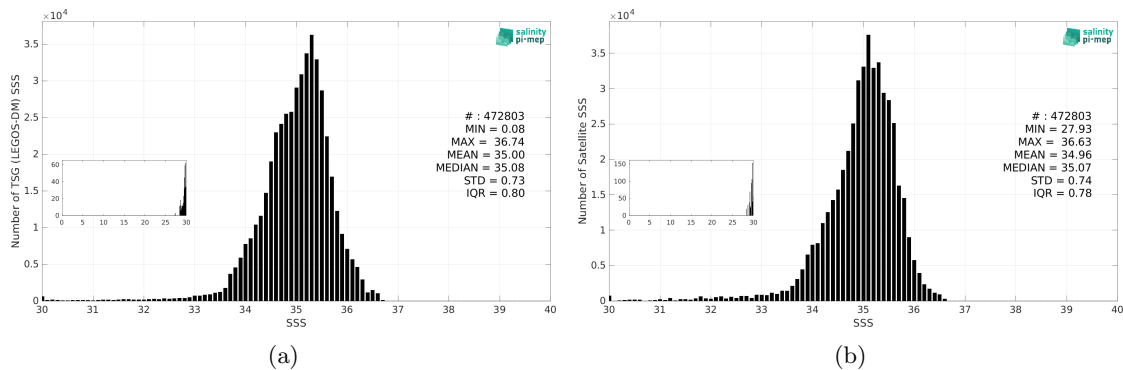 ×10⁴
3.5
3
2.5
2
1.5
1
0.5
0
30 31 32 33 34 35 36 37 38 39 40
Number of TSG (LEGOS-DM) SSS
SSS
salinity
pi-mep
# : 472803
MIN = 0.08
MAX = 36.74
MEAN = 35.00
MEDIAN = 35.08
STD = 0.73
IQR = 0.80
60
40
20
0
0 5 10 15 20 25 30
(a)
×10⁴
3.5
3
2.5
2
1.5
1
0.5
0
30 31 32 33 34 35 36 37 38 39 40
Number of Satellite SSS
SSS
salinity
pi-mep
# : 472803
MIN = 27.93
MAX = 36.63
MEAN = 34.96
MEDIAN = 35.07
STD = 0.74
IQR = 0.78
150
100
50
0
0 5 10 15 20 25 30
(b)